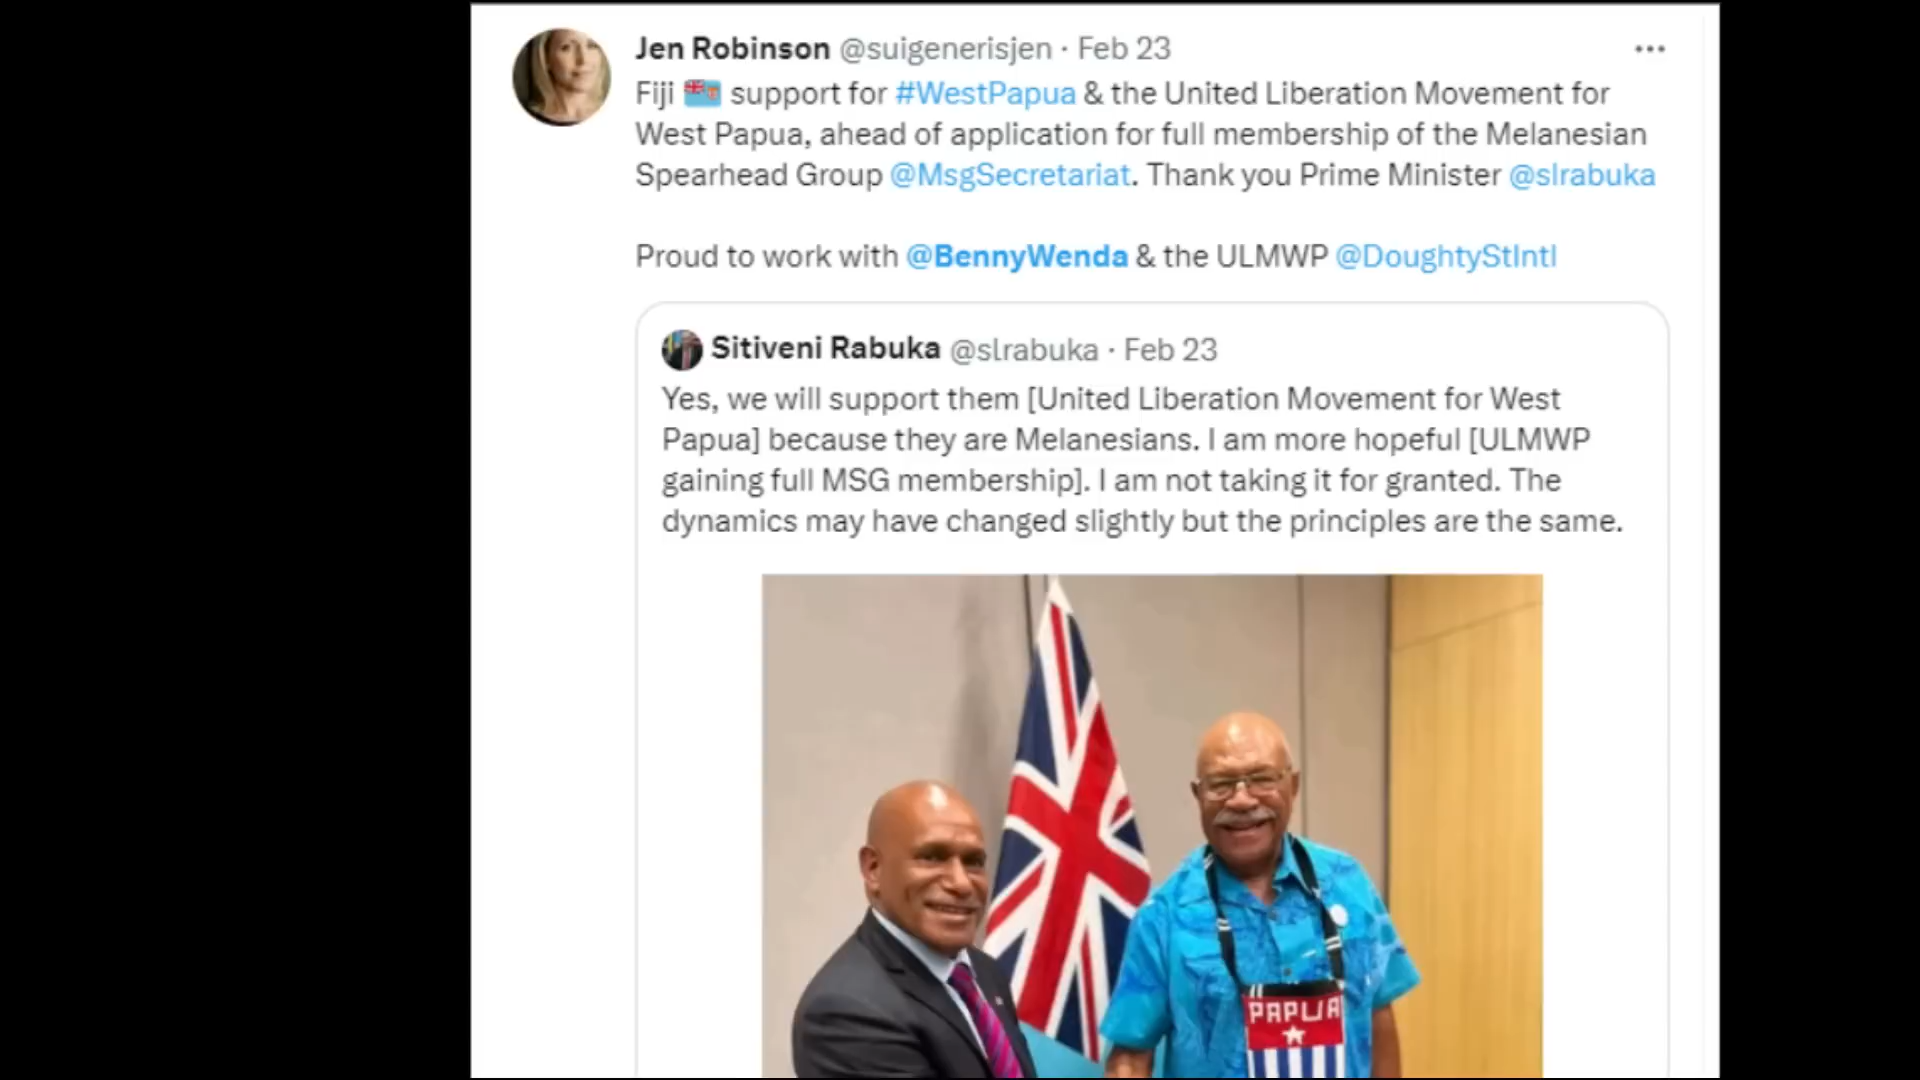 Jen Robinson @suigenerisjen · Feb 23
Fiji 🇫🇯 support for #WestPapua & the United Liberation Movement for
West Papua, ahead of application for full membership of the Melanesian
Spearhead Group @MsgSecretariat. Thank you Prime Minister @slrabuka
Proud to work with @BennyWenda & the ULMWP @DoughtyStIntl
Sitiveni Rabuka @slrabuka · Feb 23
Yes, we will support them [United Liberation Movement for West
Papua] because they are Melanesians. I am more hopeful [ULMWP
gaining full MSG membership]. I am not taking it for granted. The
dynamics may have changed slightly but the principles are the same.
PAPUA